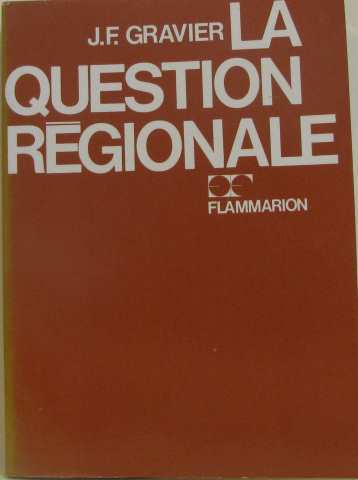 J.F. GRAVIER LA
QUESTION
RÉGIONALE
FLAMMARION